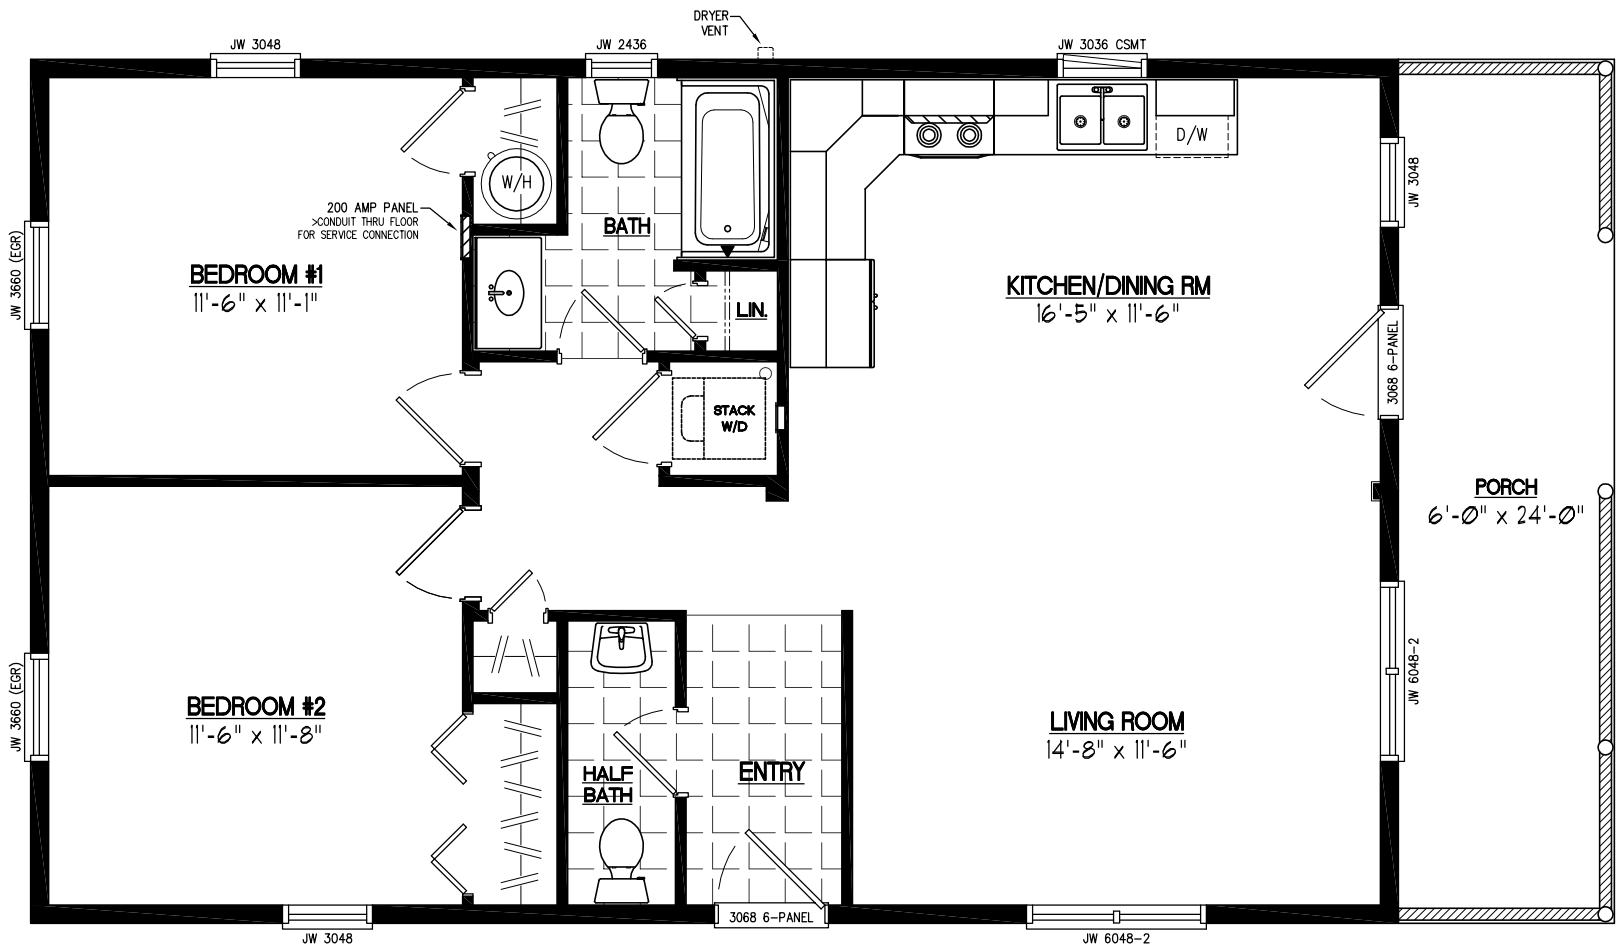 DRYER
VENT
JW 3048
JW 2436
JW 3036 CSMT
D/W
W/H
JW 3048
200 AMP PANEL
>CONDUIT THRU FLOOR
FOR SERVICE CONNECTION
BATH
JW 3660 (EGR)
BEDROOM #1
11'-6" x 11'-1"
LIN.
KITCHEN/DINING RM
16'-5" x 11'-6"
3068 6-PANEL
STACK
W/D
PORCH
6'-0" x 24'-0"
JW 3660 (EGR)
BEDROOM #2
11'-6" x 11'-8"
HALF
BATH
ENTRY
LIVING ROOM
14'-8" x 11'-6"
JW 6048-2
3068 6-PANEL
JW 3048
JW 6048-2